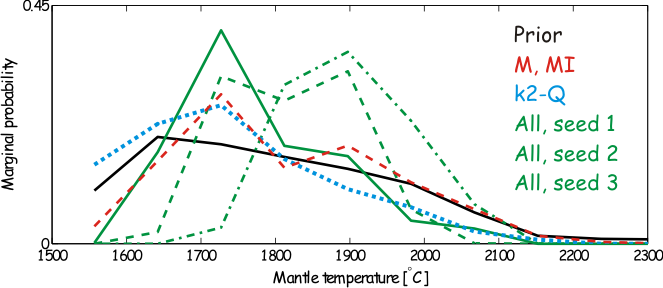 0.45
Prior
M, MI
k2-Q
All, seed 1
All, seed 2
All, seed 3
Marginal probability
0
1500 1600 1700 1800 1900 2000 2100 2200 2300
Mantle temperature [°C]